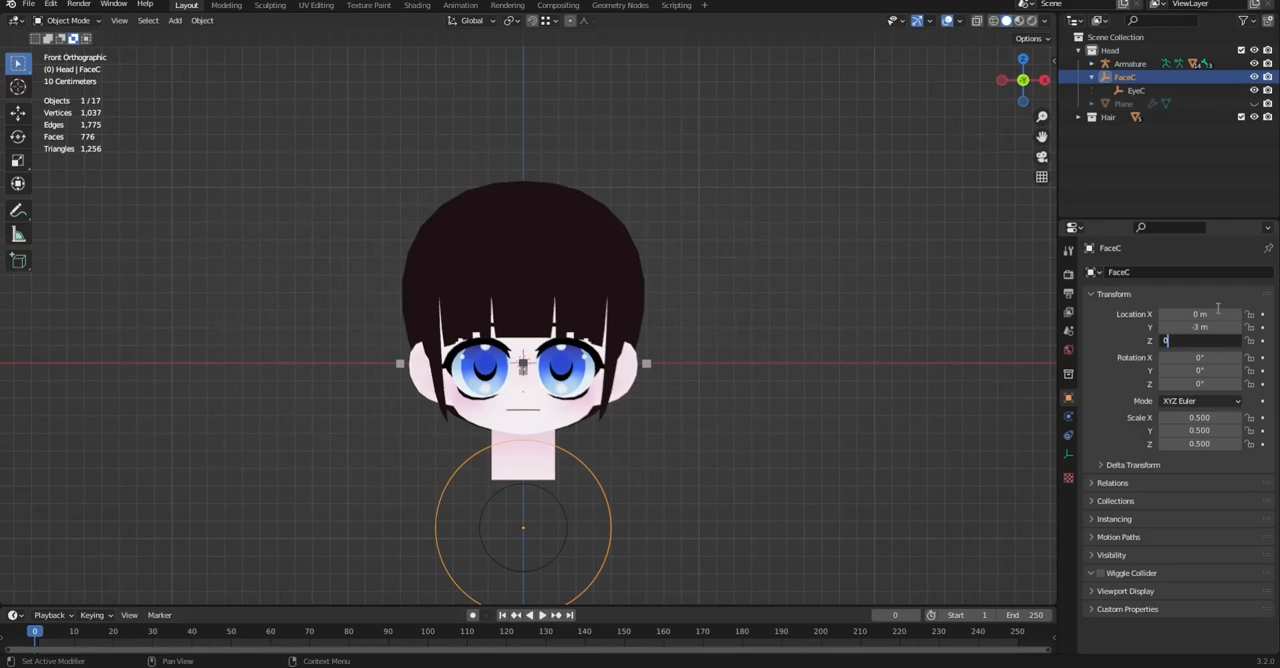 File Edit Render Window Help Layout Modeling Sculpting UV Editing Texture Paint Shading Animation Rendering Compositing Geometry Nodes Scripting + Scene ViewLayer
Object Mode View Select Add Object Global
Options
Front Orthographic
(0) Head | FaceC
10 Centimeters
Objects 1 / 17
Vertices 1,037
Edges 1,775
Faces 776
Triangles 1,256
Z
X
Y
Scene Collection
Head
Armature 14 3
FaceC
EyeC
Plane
Hair 5
FaceC
FaceC
Transform
Location X 0 m
Y -3 m
Z 0
Rotation X 0°
Y 0°
Z 0°
Mode XYZ Euler
Scale X 0.500
Y 0.500
Z 0.500
Delta Transform
Relations
Collections
Instancing
Motion Paths
Visibility
Wiggle Collider
Viewport Display
Custom Properties
Playback Keying View Marker 0 Start 1 End 250
0 10 20 30 40 50 60 70 80 90 100 110 120 130 140 150 160 170 180 190 200 210 220 230 240 250
Set Active Modifier Pan View Context Menu 3.2.0